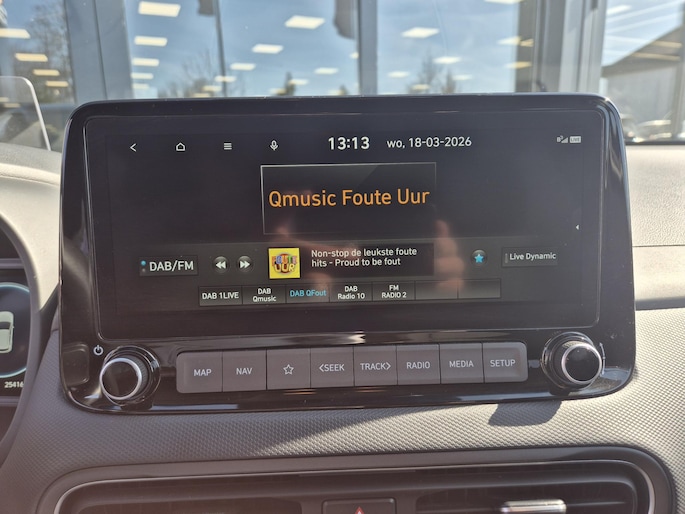 13:13 wo, 18-03-2026
Qmusic Foute Uur
DAB/FM
FOUTE
UUR
Non-stop de leukste foute
hits - Proud to be fout
Live Dynamic
DAB 1LIVE
DAB
Qmusic
DAB QFout
DAB
Radio 10
FM
RADIO 2
MAP
NAV
<SEEK
TRACK>
RADIO
MEDIA
SETUP